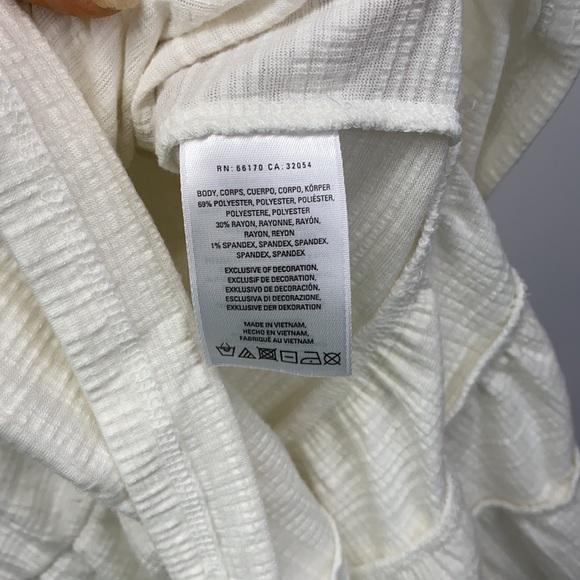 RN: 66170 CA: 32054
BODY, CORPS, CUERPO, CORPO, KÖRPER
69% POLYESTER, POLYESTER, POLIÉSTER,
POLYESTERE, POLYESTER
30% RAYON, RAYONNE, RAYÓN,
RAYON, REYON
1% SPANDEX, SPANDEX, SPANDEX,
SPANDEX, SPANDEX
EXCLUSIVE OF DECORATION,
EXCLUSIF DE DECORATION,
EXKLUSIVO DE DECORACIÓN,
ESCLUSIVA DI DECORAZIONE,
EXKLUSIVE DER DEKORATION
MADE IN VIETNAM,
HECHO EN VIETNAM,
FABRIQUÉ AU VIETNAM